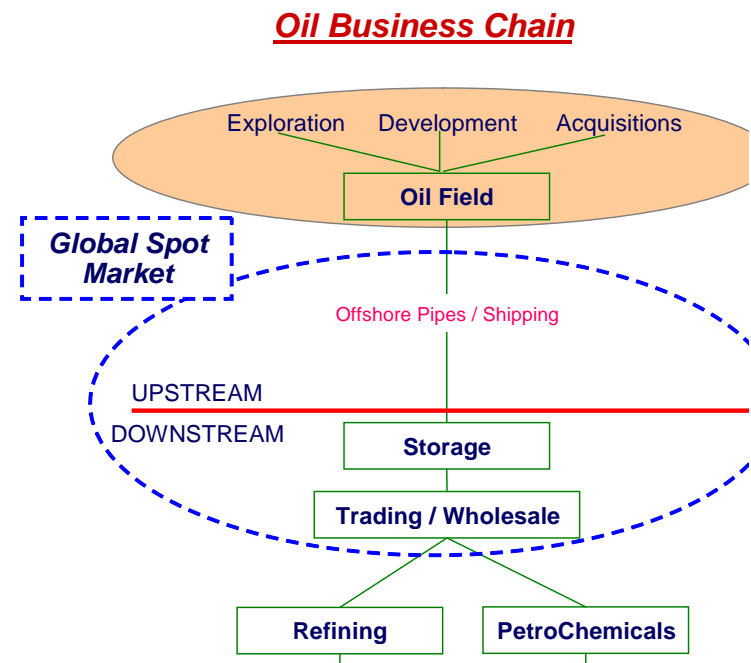 Oil Business Chain
Exploration Development Acquisitions
Oil Field
Global Spot
Market
Offshore Pipes / Shipping
UPSTREAM
DOWNSTREAM
Storage
Trading / Wholesale
Refining PetroChemicals